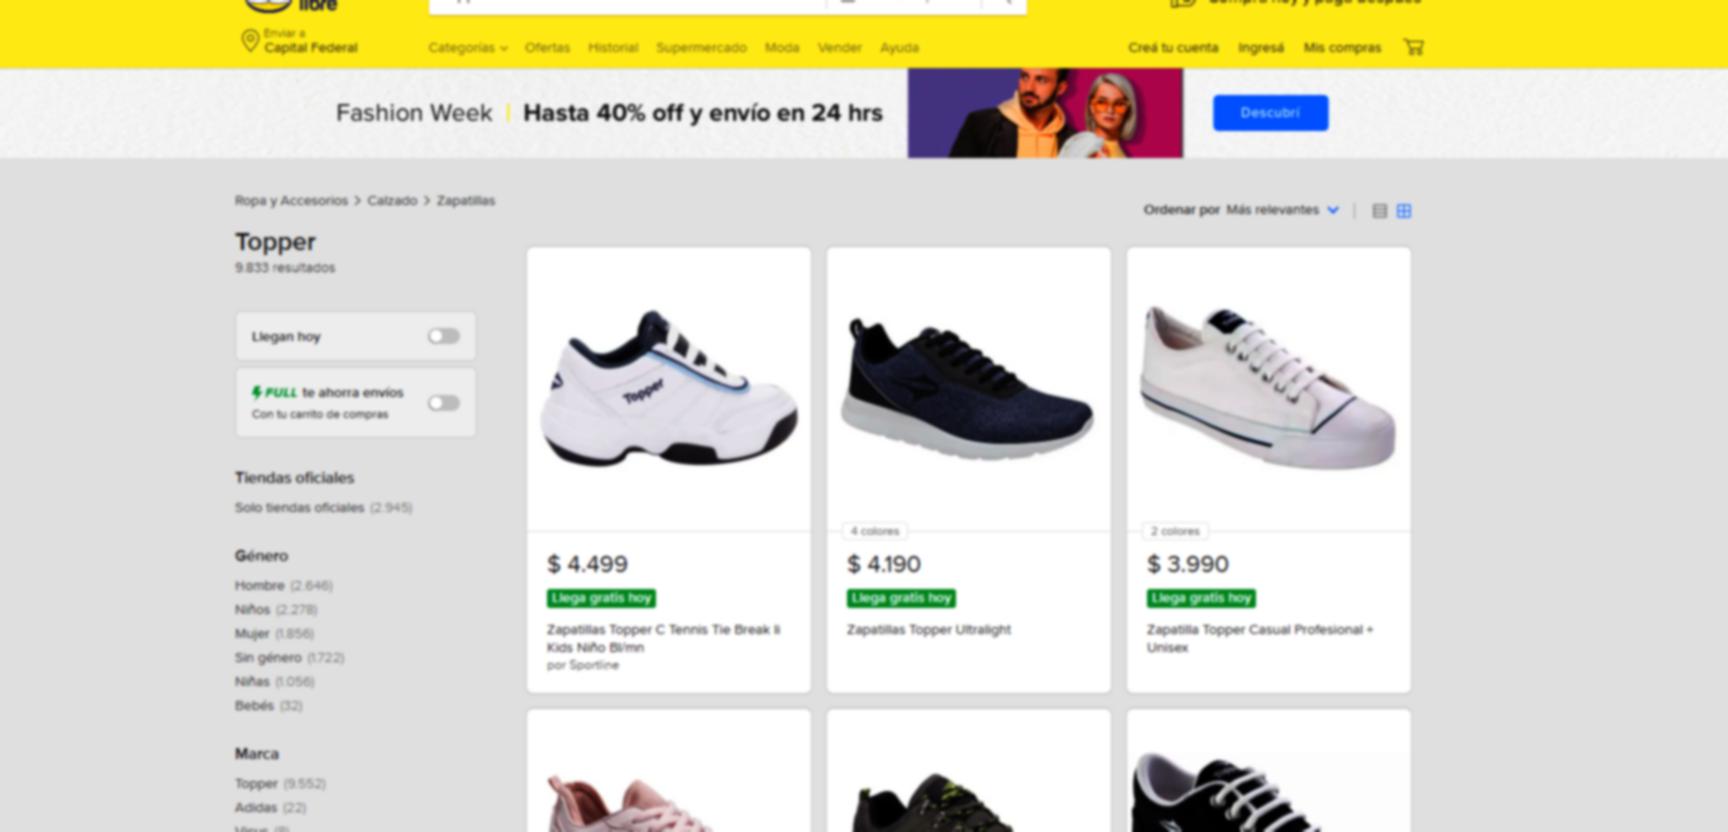 libre
Enviar a
Capital Federal
Categorías
Ofertas
Historial
Supermercado
Moda
Vender
Ayuda
Creá tu cuenta
Ingresá
Mis compras
Fashion Week | Hasta 40% off y envío en 24 hrs
Descubrí
Ropa y Accesorios > Calzado > Zapatillas
Ordenar por Más relevantes
Topper
9.833 resultados
Llegan hoy
FULL te ahorra envíos
Con tu carrito de compras
Tiendas oficiales
Solo tiendas oficiales (2.945)
Género
Hombre (2.646)
Niños (2.278)
Mujer (1.856)
Sin género (1.722)
Niñas (1.056)
Bebés (32)
Marca
Topper (9.552)
Adidas (22)
Topper
$ 4.499
Llega gratis hoy
Zapatillas Topper C Tennis Tie Break Ii
Kids Niño Bl/mn
por Sportline
4 colores
$ 4.190
Llega gratis hoy
Zapatillas Topper Ultralight
2 colores
$ 3.990
Llega gratis hoy
Zapatilla Topper Casual Profesional +
Unisex